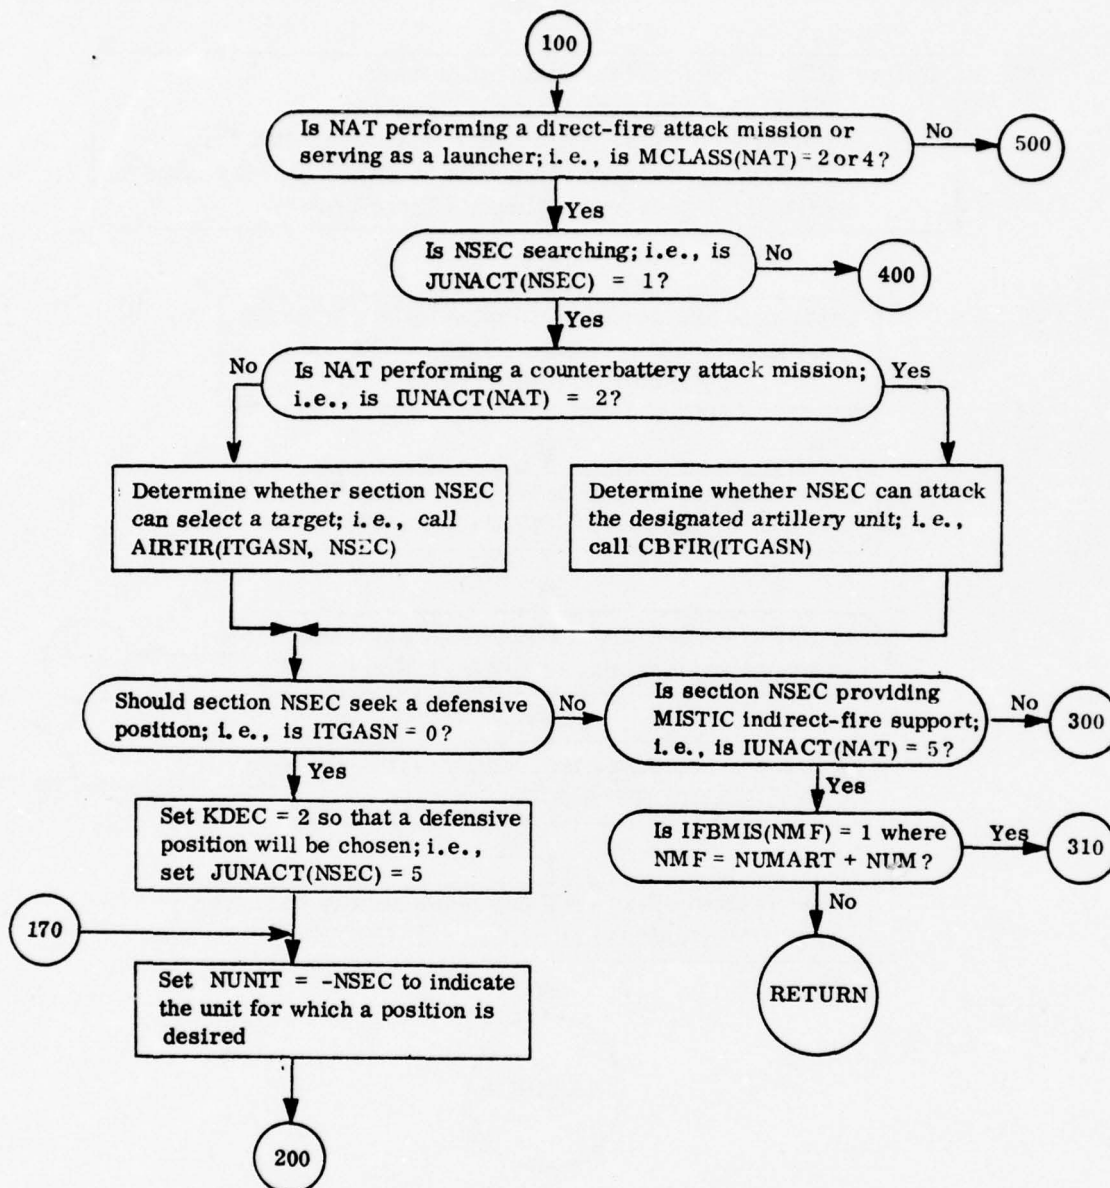 100
Is NAT performing a direct-fire attack mission or
serving as a launcher; i.e., is MCLASS(NAT) = 2 or 4?
No
500
Yes
Is NSEC searching; i.e., is
JUNACT(NSEC) = 1?
No
400
Yes
No
Is NAT performing a counterbattery attack mission;
i.e., is IUNACT(NAT) = 2?
Yes
Determine whether section NSEC
can select a target; i.e., call
AIRFIR(ITGASN, NSEC)
Determine whether NSEC can attack
the designated artillery unit; i.e.,
call CBFIR(ITGASN)
Should section NSEC seek a defensive
position; i.e., is ITGASN = 0?
No
Is section NSEC providing
MISTIC indirect-fire support;
i.e., is IUNACT(NAT) = 5?
No
300
Yes
Yes
Set KDEC = 2 so that a defensive
position will be chosen; i.e.,
set JUNACT(NSEC) = 5
Is IFBMIS(NMF) = 1 where
NMF = NUMART + NUM?
Yes
310
No
170
Set NUNIT = -NSEC to indicate
the unit for which a position is
desired
RETURN
200